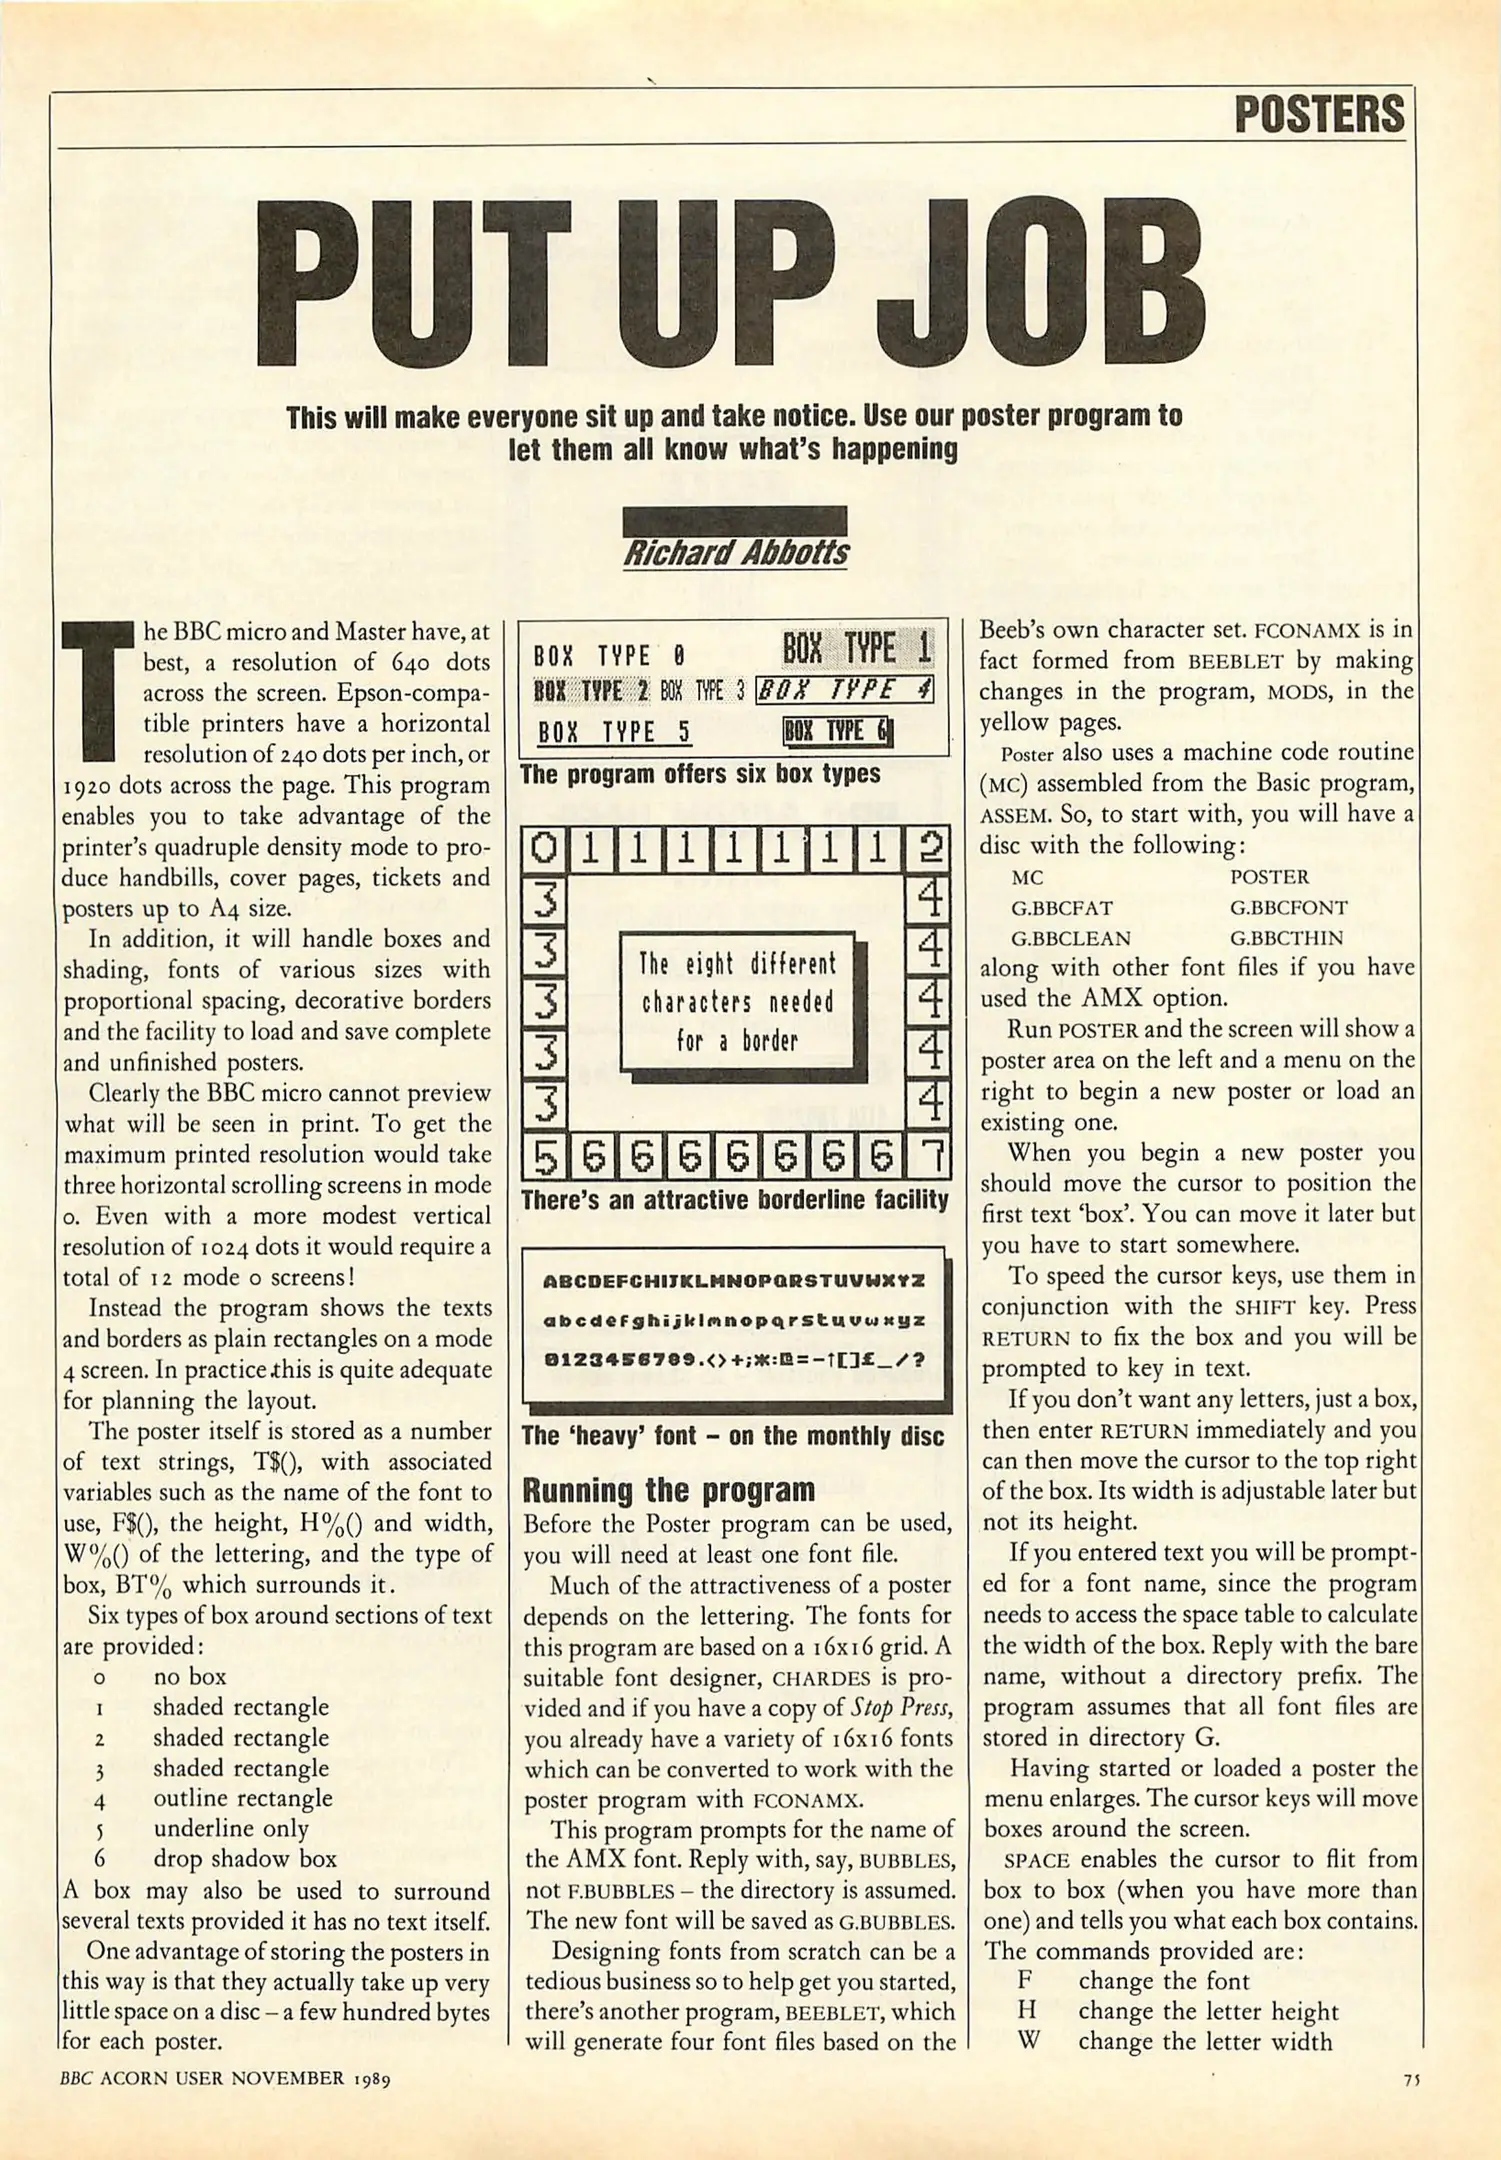 POSTERS
PUT UP JOB
This will make everyone sit up and take notice. Use our poster program to
let them all know what's happening
Richard Abbotts
The BBC micro and Master have, at
best, a resolution of 640 dots
across the screen. Epson-compa-
tible printers have a horizontal
resolution of 240 dots per inch, or
1920 dots across the page. This program
enables you to take advantage of the
printer's quadruple density mode to pro-
duce handbills, cover pages, tickets and
posters up to A4 size.
In addition, it will handle boxes and
shading, fonts of various sizes with
proportional spacing, decorative borders
and the facility to load and save complete
and unfinished posters.
Clearly the BBC micro cannot preview
what will be seen in print. To get the
maximum printed resolution would take
three horizontal scrolling screens in mode
0. Even with a more modest vertical
resolution of 1024 dots it would require a
total of 12 mode 0 screens!
Instead the program shows the texts
and borders as plain rectangles on a mode
4 screen. In practice this is quite adequate
for planning the layout.
The poster itself is stored as a number
of text strings, T$(), with associated
variables such as the name of the font to
use, F$(), the height, H%() and width,
W%() of the lettering, and the type of
box, BT% which surrounds it.
Six types of box around sections of text
are provided:
0 no box
1 shaded rectangle
2 shaded rectangle
3 shaded rectangle
4 outline rectangle
5 underline only
6 drop shadow box
A box may also be used to surround
several texts provided it has no text itself.
One advantage of storing the posters in
this way is that they actually take up very
little space on a disc – a few hundred bytes
for each poster.
BOX TYPE 0 BOX TYPE 1
BOX TYPE 2 BOX TYPE 3 BOX TYPE 4
BOX TYPE 5 BOX TYPE 6
The program offers six box types
0 1 1 1 1 1 1 1 2
3 4
3 4
3 4
3 4
3 4
The eight different
characters needed
for a border
5 6 6 6 6 6 6 6 7
There's an attractive borderline facility
ABCDEFGHIJKLMNOPQRSTUVWXYZ
abcdefghijklmnopqrstuvwxyz
0123456789.<>+;*:@=-↑[]£_/?
The 'heavy' font – on the monthly disc
Running the program
Before the Poster program can be used,
you will need at least one font file.
Much of the attractiveness of a poster
depends on the lettering. The fonts for
this program are based on a 16x16 grid. A
suitable font designer, CHARDES is pro-
vided and if you have a copy of Stop Press,
you already have a variety of 16x16 fonts
which can be converted to work with the
poster program with FCONAMX.
This program prompts for the name of
the AMX font. Reply with, say, BUBBLES,
not F.BUBBLES – the directory is assumed.
The new font will be saved as G.BUBBLES.
Designing fonts from scratch can be a
tedious business so to help get you started,
there's another program, BEEBLET, which
will generate four font files based on the
Beeb's own character set. FCONAMX is in
fact formed from BEEBLET by making
changes in the program, MODS, in the
yellow pages.
Poster also uses a machine code routine
(MC) assembled from the Basic program,
ASSEM. So, to start with, you will have a
disc with the following:
MC POSTER
G.BBCFAT G.BBCFONT
G.BBCLEAN G.BBCTHIN
along with other font files if you have
used the AMX option.
Run POSTER and the screen will show a
poster area on the left and a menu on the
right to begin a new poster or load an
existing one.
When you begin a new poster you
should move the cursor to position the
first text 'box'. You can move it later but
you have to start somewhere.
To speed the cursor keys, use them in
conjunction with the SHIFT key. Press
RETURN to fix the box and you will be
prompted to key in text.
If you don't want any letters, just a box,
then enter RETURN immediately and you
can then move the cursor to the top right
of the box. Its width is adjustable later but
not its height.
If you entered text you will be prompt-
ed for a font name, since the program
needs to access the space table to calculate
the width of the box. Reply with the bare
name, without a directory prefix. The
program assumes that all font files are
stored in directory G.
Having started or loaded a poster the
menu enlarges. The cursor keys will move
boxes around the screen.
SPACE enables the cursor to flit from
box to box (when you have more than
one) and tells you what each box contains.
The commands provided are:
F change the font
H change the letter height
W change the letter width
BBC ACORN USER NOVEMBER 1989
75